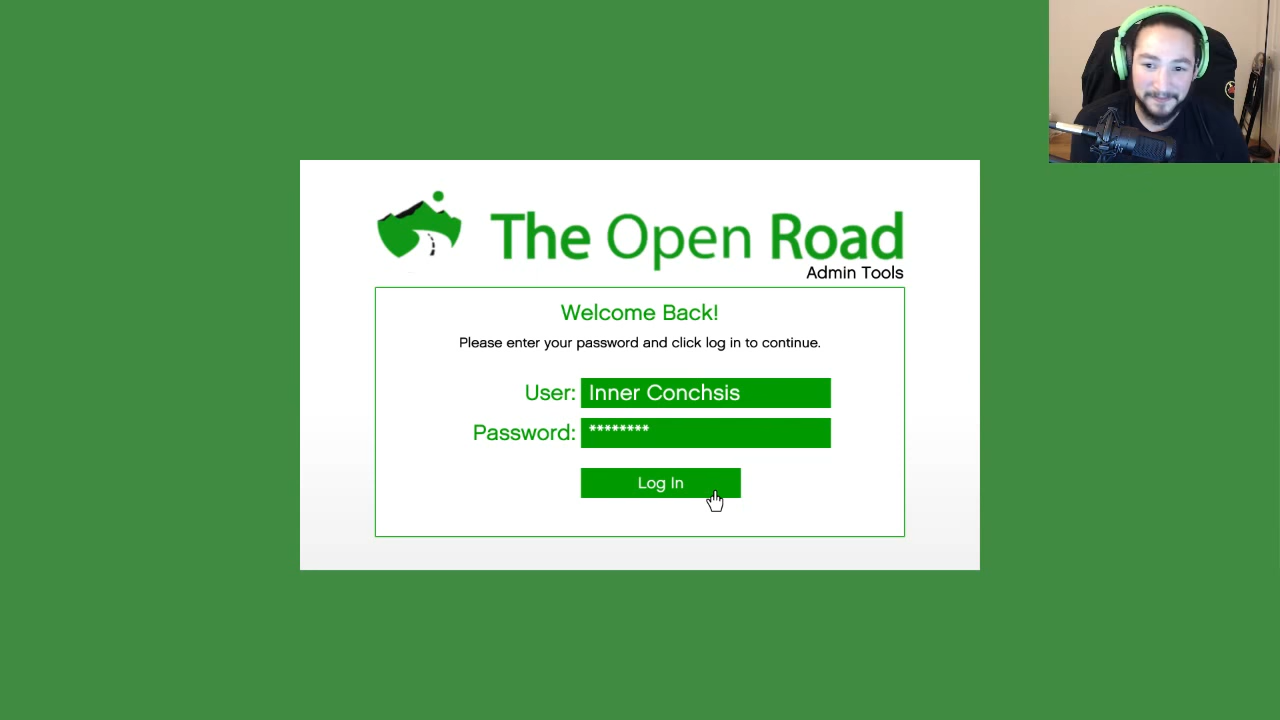 The Open Road
Admin Tools
Welcome Back!
Please enter your password and click log in to continue.
User: Inner Conchsis
Password: ********
Log In